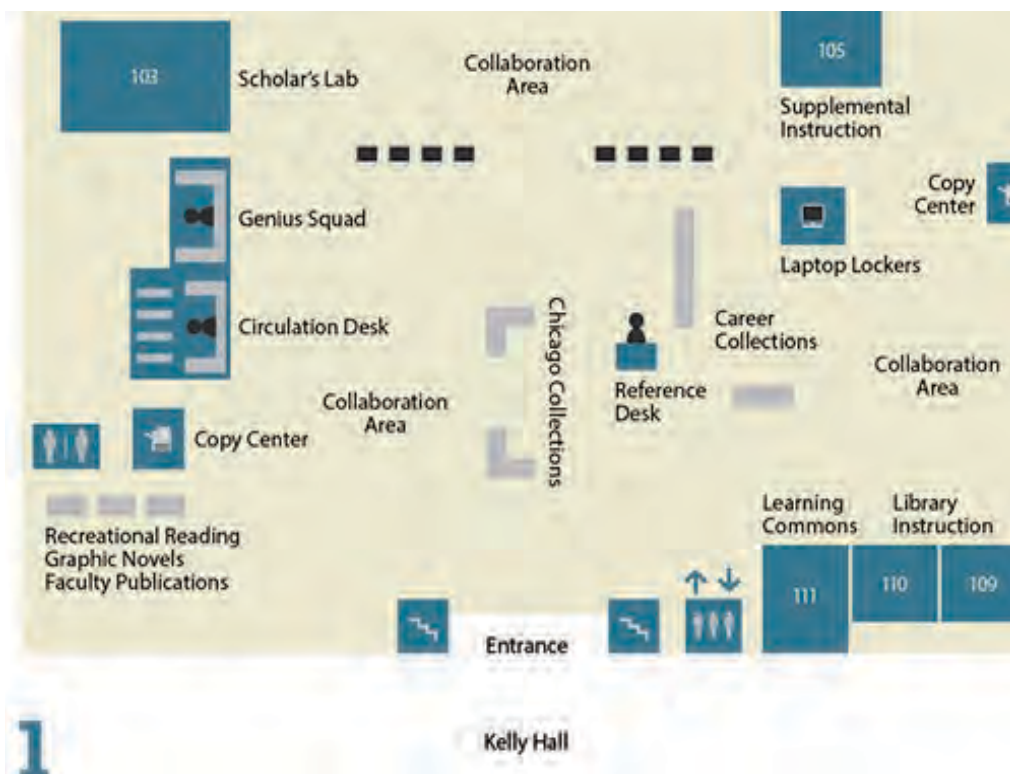 103
Scholar's Lab
Collaboration
Area
105
Supplemental
Instruction
Genius Squad
Copy
Center
Laptop Lockers
Circulation Desk
Chicago Collections
Career
Collections
Reference
Desk
Collaboration
Area
Collaboration
Area
Copy Center
Recreational Reading
Graphic Novels
Faculty Publications
Learning
Commons
Library
Instruction
111
110
109
Entrance
1
Kelly Hall